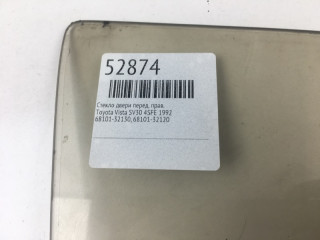 52874
Стекло двери перед. прав.
Toyota Vista SV30 4SFE 1992
68101-32130,68101-32120